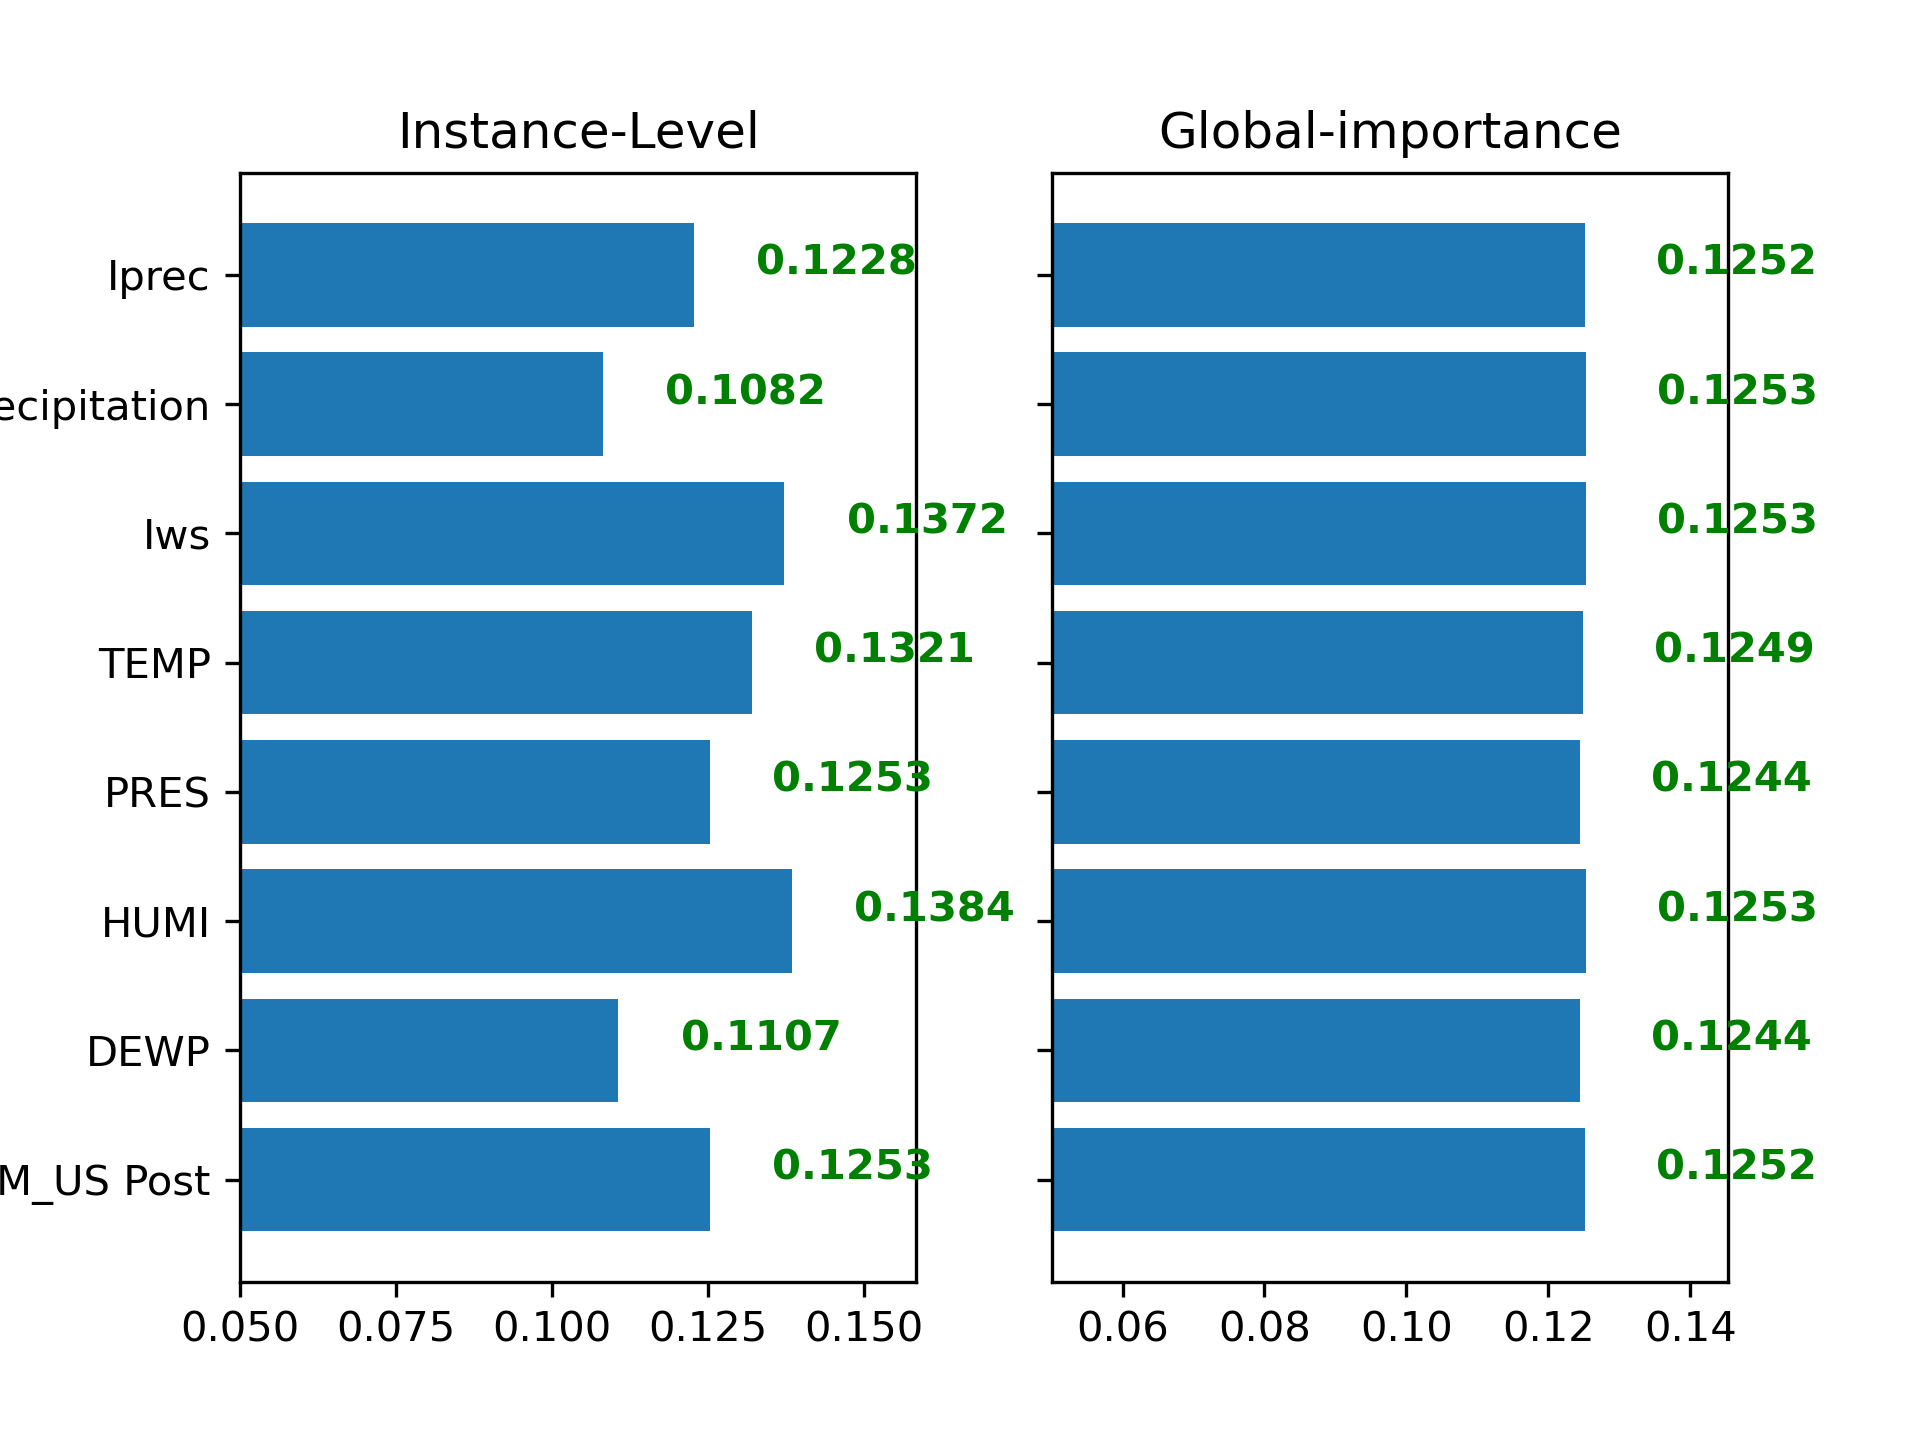 Instance-Level Global-importance
Iprec 0.1228 0.1252
ecipitation 0.1082 0.1253
Iws 0.1372 0.1253
TEMP 0.1321 0.1249
PRES 0.1253 0.1244
HUMI 0.1384 0.1253
DEWP 0.1107 0.1244
M_US Post 0.1253 0.1252
0.050 0.075 0.100 0.125 0.150 0.06 0.08 0.10 0.12 0.14